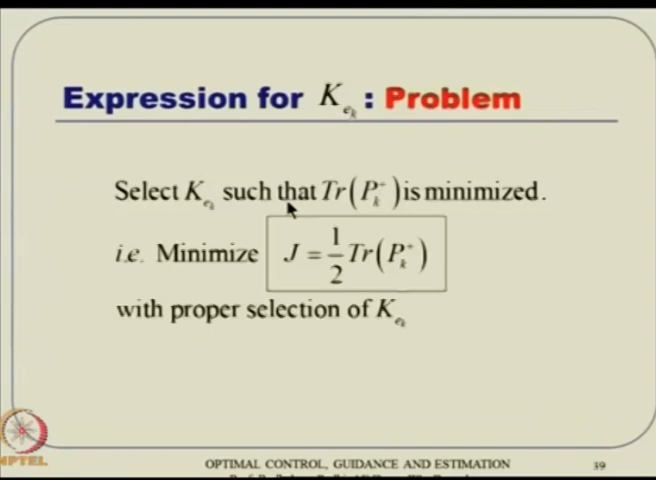 Expression for K_{e_k} : Problem
Select K_{e_k} such that Tr(P_k^+) is minimized.
i.e. Minimize J = \frac{1}{2} Tr(P_k^+)
with proper selection of K_{e_k}
OPTIMAL CONTROL, GUIDANCE AND ESTIMATION
39